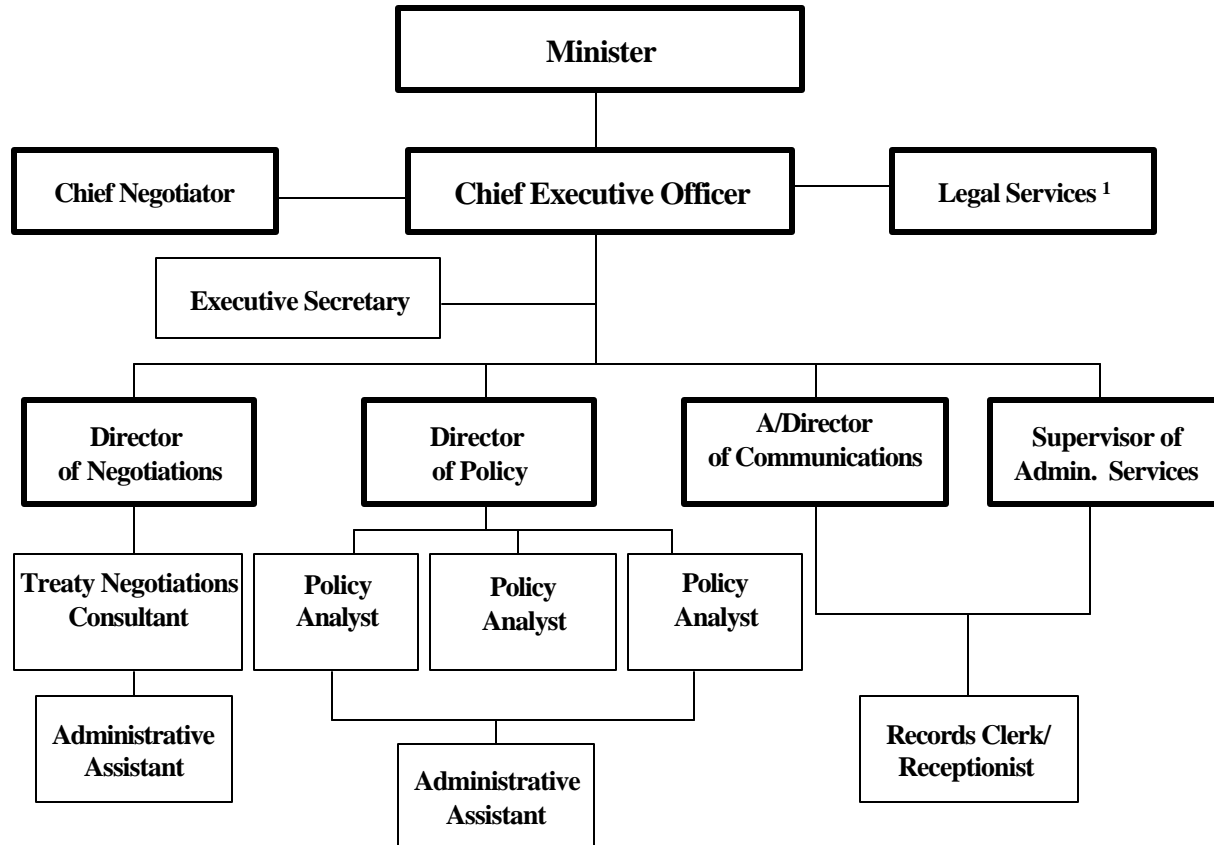 Minister
Chief Negotiator
Chief Executive Officer
Legal Services ¹
Executive Secretary
Director
of Negotiations
Director
of Policy
A/Director
of Communications
Supervisor of
Admin. Services
Treaty Negotiations
Consultant
Policy
Analyst
Policy
Analyst
Policy
Analyst
Administrative
Assistant
Administrative
Assistant
Records Clerk/
Receptionist